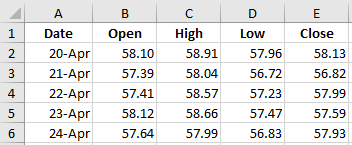 A B C D E
1 Date Open High Low Close
2 20-Apr 58.10 58.91 57.96 58.13
3 21-Apr 57.39 58.04 56.72 56.82
4 22-Apr 57.41 58.57 57.23 57.99
5 23-Apr 58.12 58.66 57.47 57.59
6 24-Apr 57.64 57.99 56.83 57.93